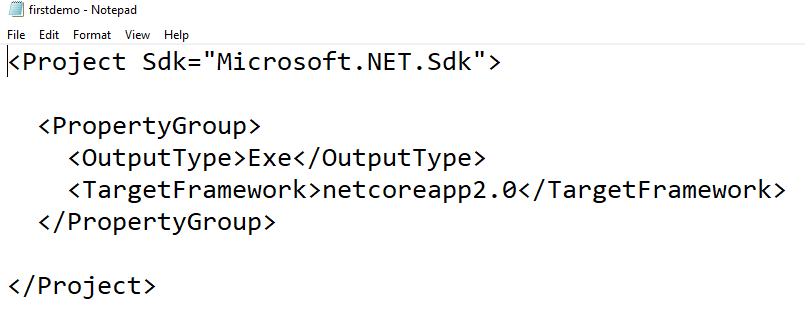 firstdemo - Notepad
File Edit Format View Help
<Project Sdk="Microsoft.NET.Sdk">
<PropertyGroup>
<OutputType>Exe</OutputType>
<TargetFramework>netcoreapp2.0</TargetFramework>
</PropertyGroup>
</Project>